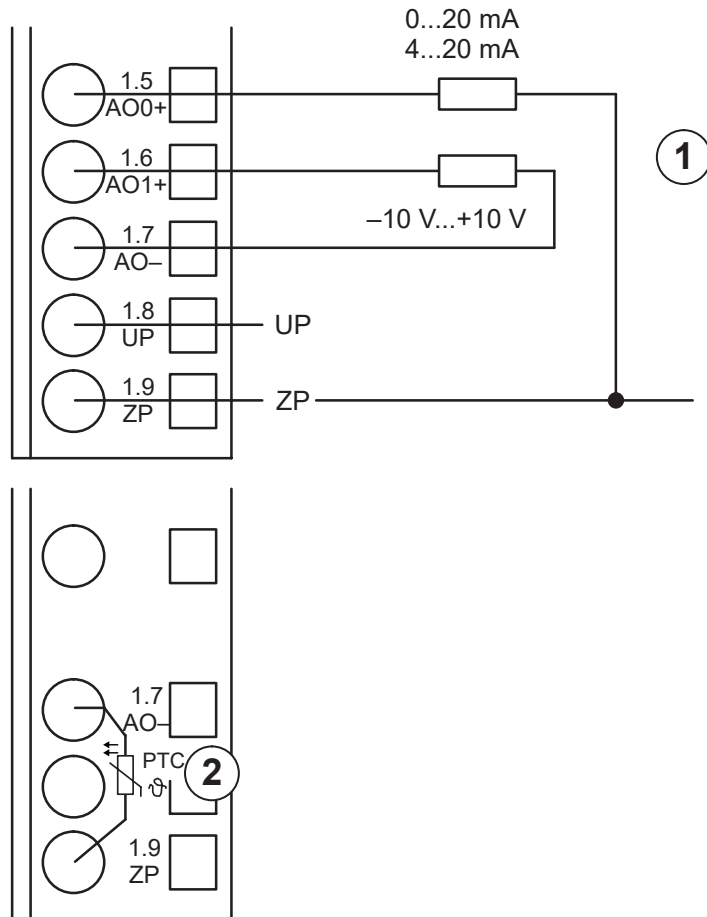 0...20 mA
4...20 mA
1.5
AO0+
1.6
AO1+
–10 V...+10 V
1.7
AO–
1.8
UP
UP
1.9
ZP
ZP
1
1.7
AO–
PTC
ϑ
2
1.9
ZP